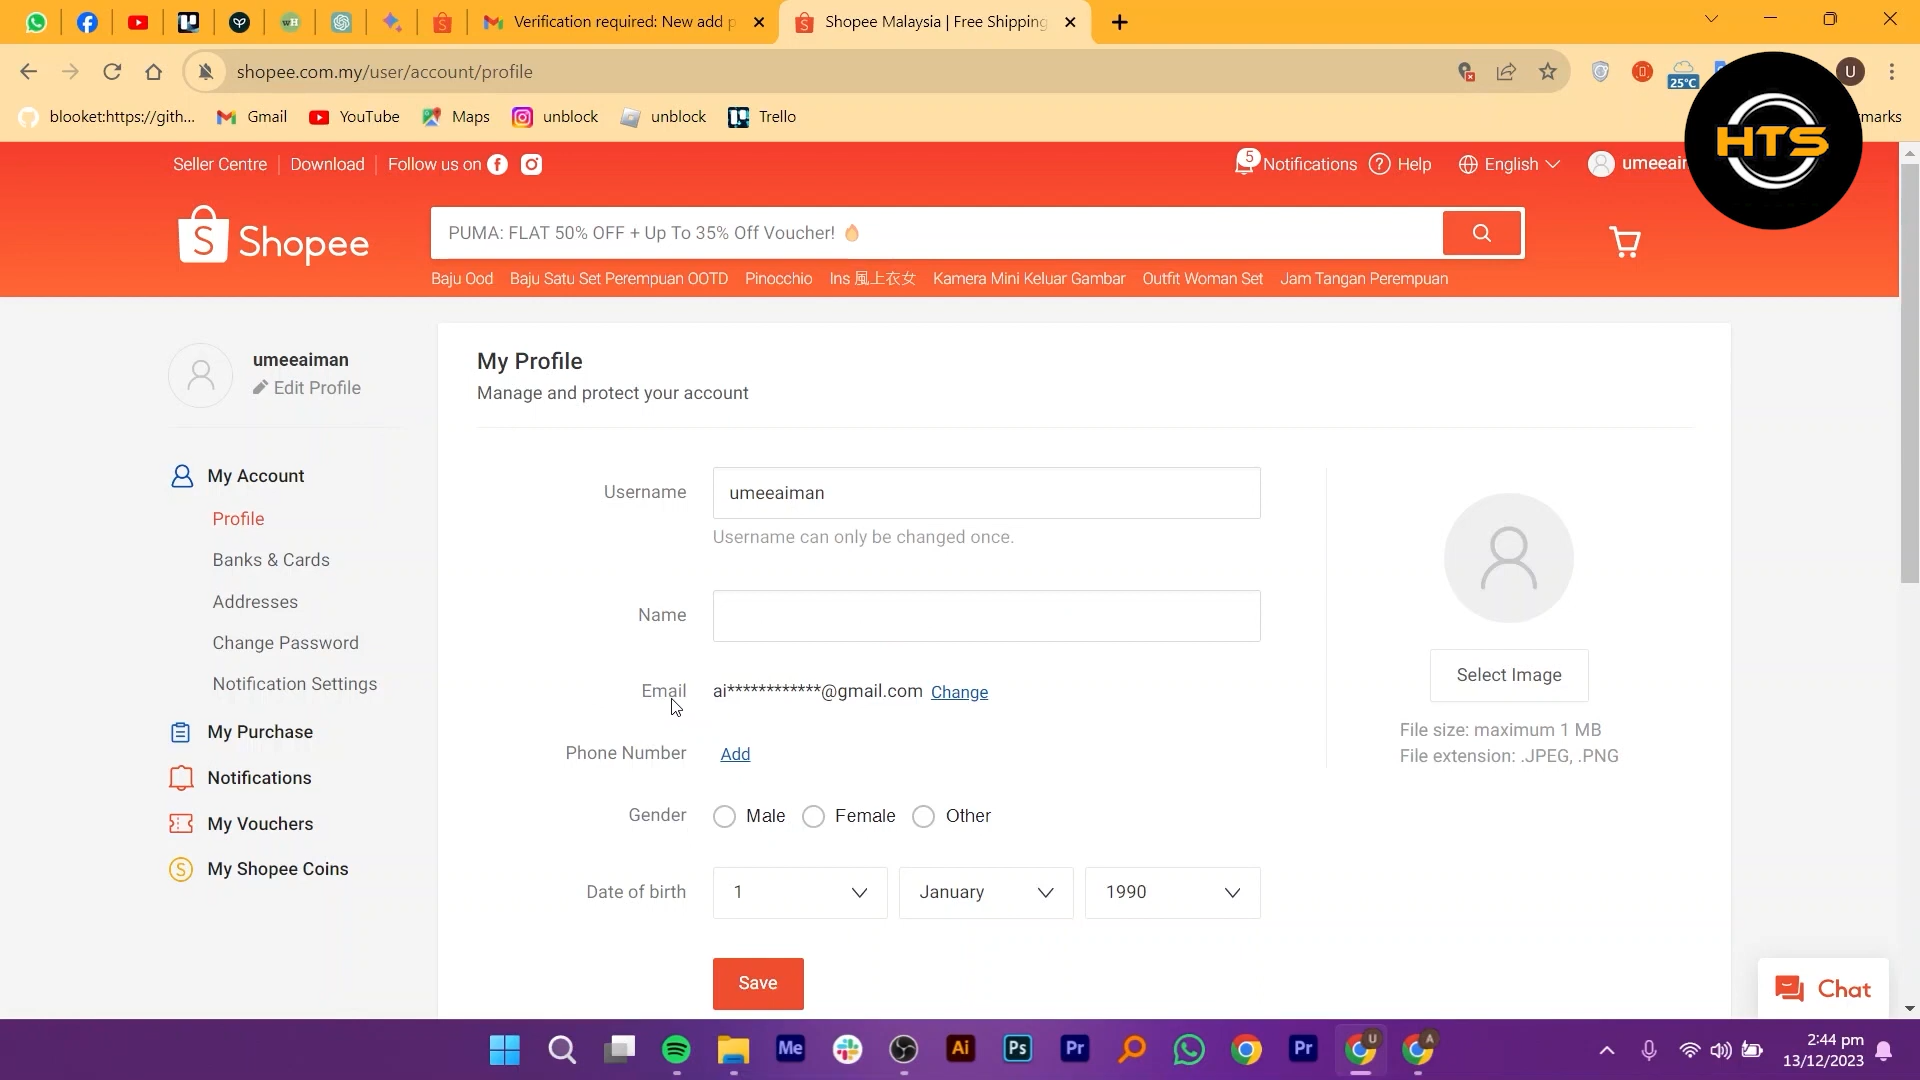 Verification required: New add p
Shopee Malaysia | Free Shipping
shopee.com.my/user/account/profile
25°C
U
blooket:https://gith...
Gmail
YouTube
Maps
unblock
unblock
Trello
marks
HTS
Seller Centre
Download
Follow us on
5
Notifications
Help
English
umeeain
Shopee
PUMA: FLAT 50% OFF + Up To 35% Off Voucher!
Baju Ood
Baju Satu Set Perempuan OOTD
Pinocchio
Ins 風上衣女
Kamera Mini Keluar Gambar
Outfit Woman Set
Jam Tangan Perempuan
umeeaiman
Edit Profile
My Account
Profile
Banks & Cards
Addresses
Change Password
Notification Settings
My Purchase
Notifications
My Vouchers
My Shopee Coins
My Profile
Manage and protect your account
Username
umeeaiman
Username can only be changed once.
Name
Email
ai************@gmail.com Change
Phone Number
Add
Gender
Male
Female
Other
Date of birth
1
January
1990
Save
Select Image
File size: maximum 1 MB
File extension: .JPEG, .PNG
Chat
Me
Ai
Ps
Pr
Pr
U
A
2:44 pm
13/12/2023